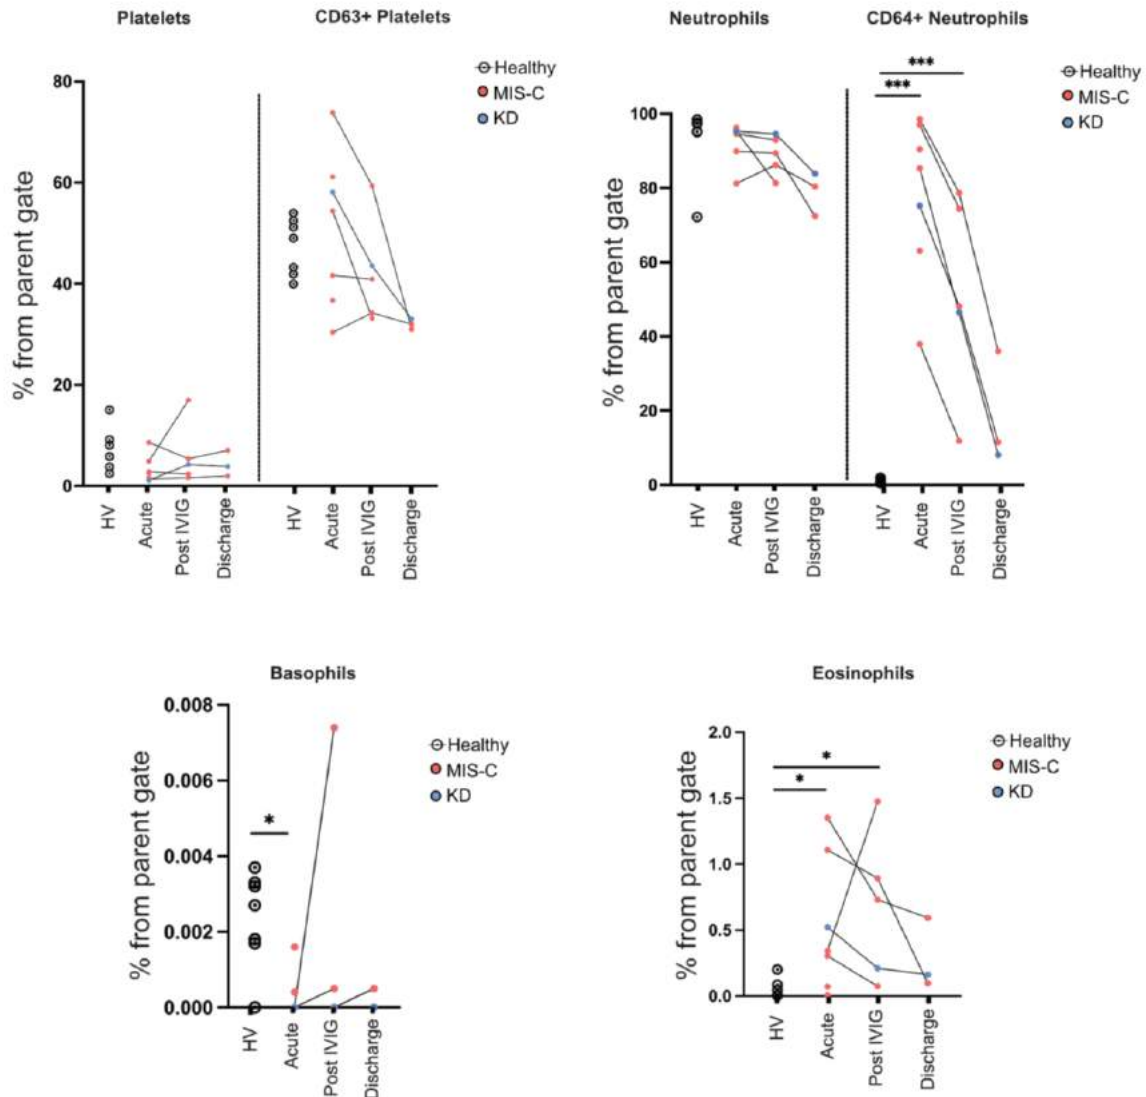 Platelets
CD63+ Platelets
Healthy
MIS-C
KD
% from parent gate
80
60
40
20
0
HV
Acute
Post IVIG
Discharge
HV
Acute
Post IVIG
Discharge
Neutrophils
CD64+ Neutrophils
***
***
Healthy
MIS-C
KD
% from parent gate
100
80
60
40
20
0
HV
Acute
Post IVIG
Discharge
HV
Acute
Post IVIG
Discharge
Basophils
*
Healthy
MIS-C
KD
% from parent gate
0.008
0.006
0.004
0.002
0.000
HV
Acute
Post IVIG
Discharge
Eosinophils
*
*
Healthy
MIS-C
KD
% from parent gate
2.0
1.5
1.0
0.5
0.0
HV
Acute
Post IVIG
Discharge